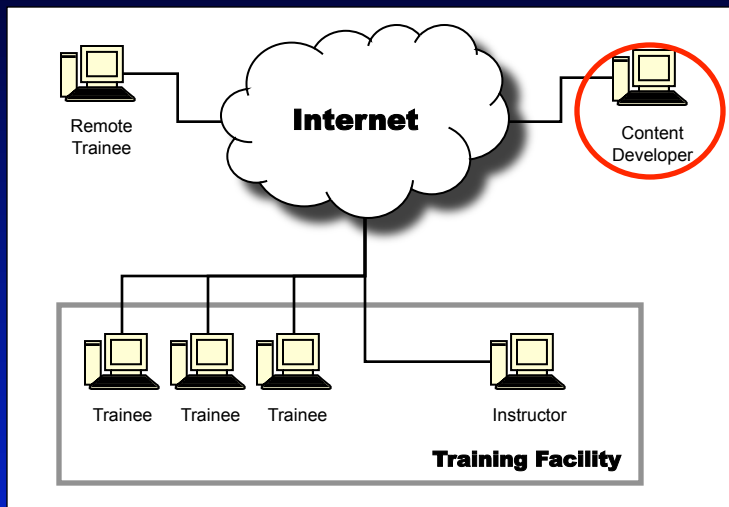 Internet
Remote
Trainee
Content
Developer
Trainee
Trainee
Trainee
Instructor
Training Facility